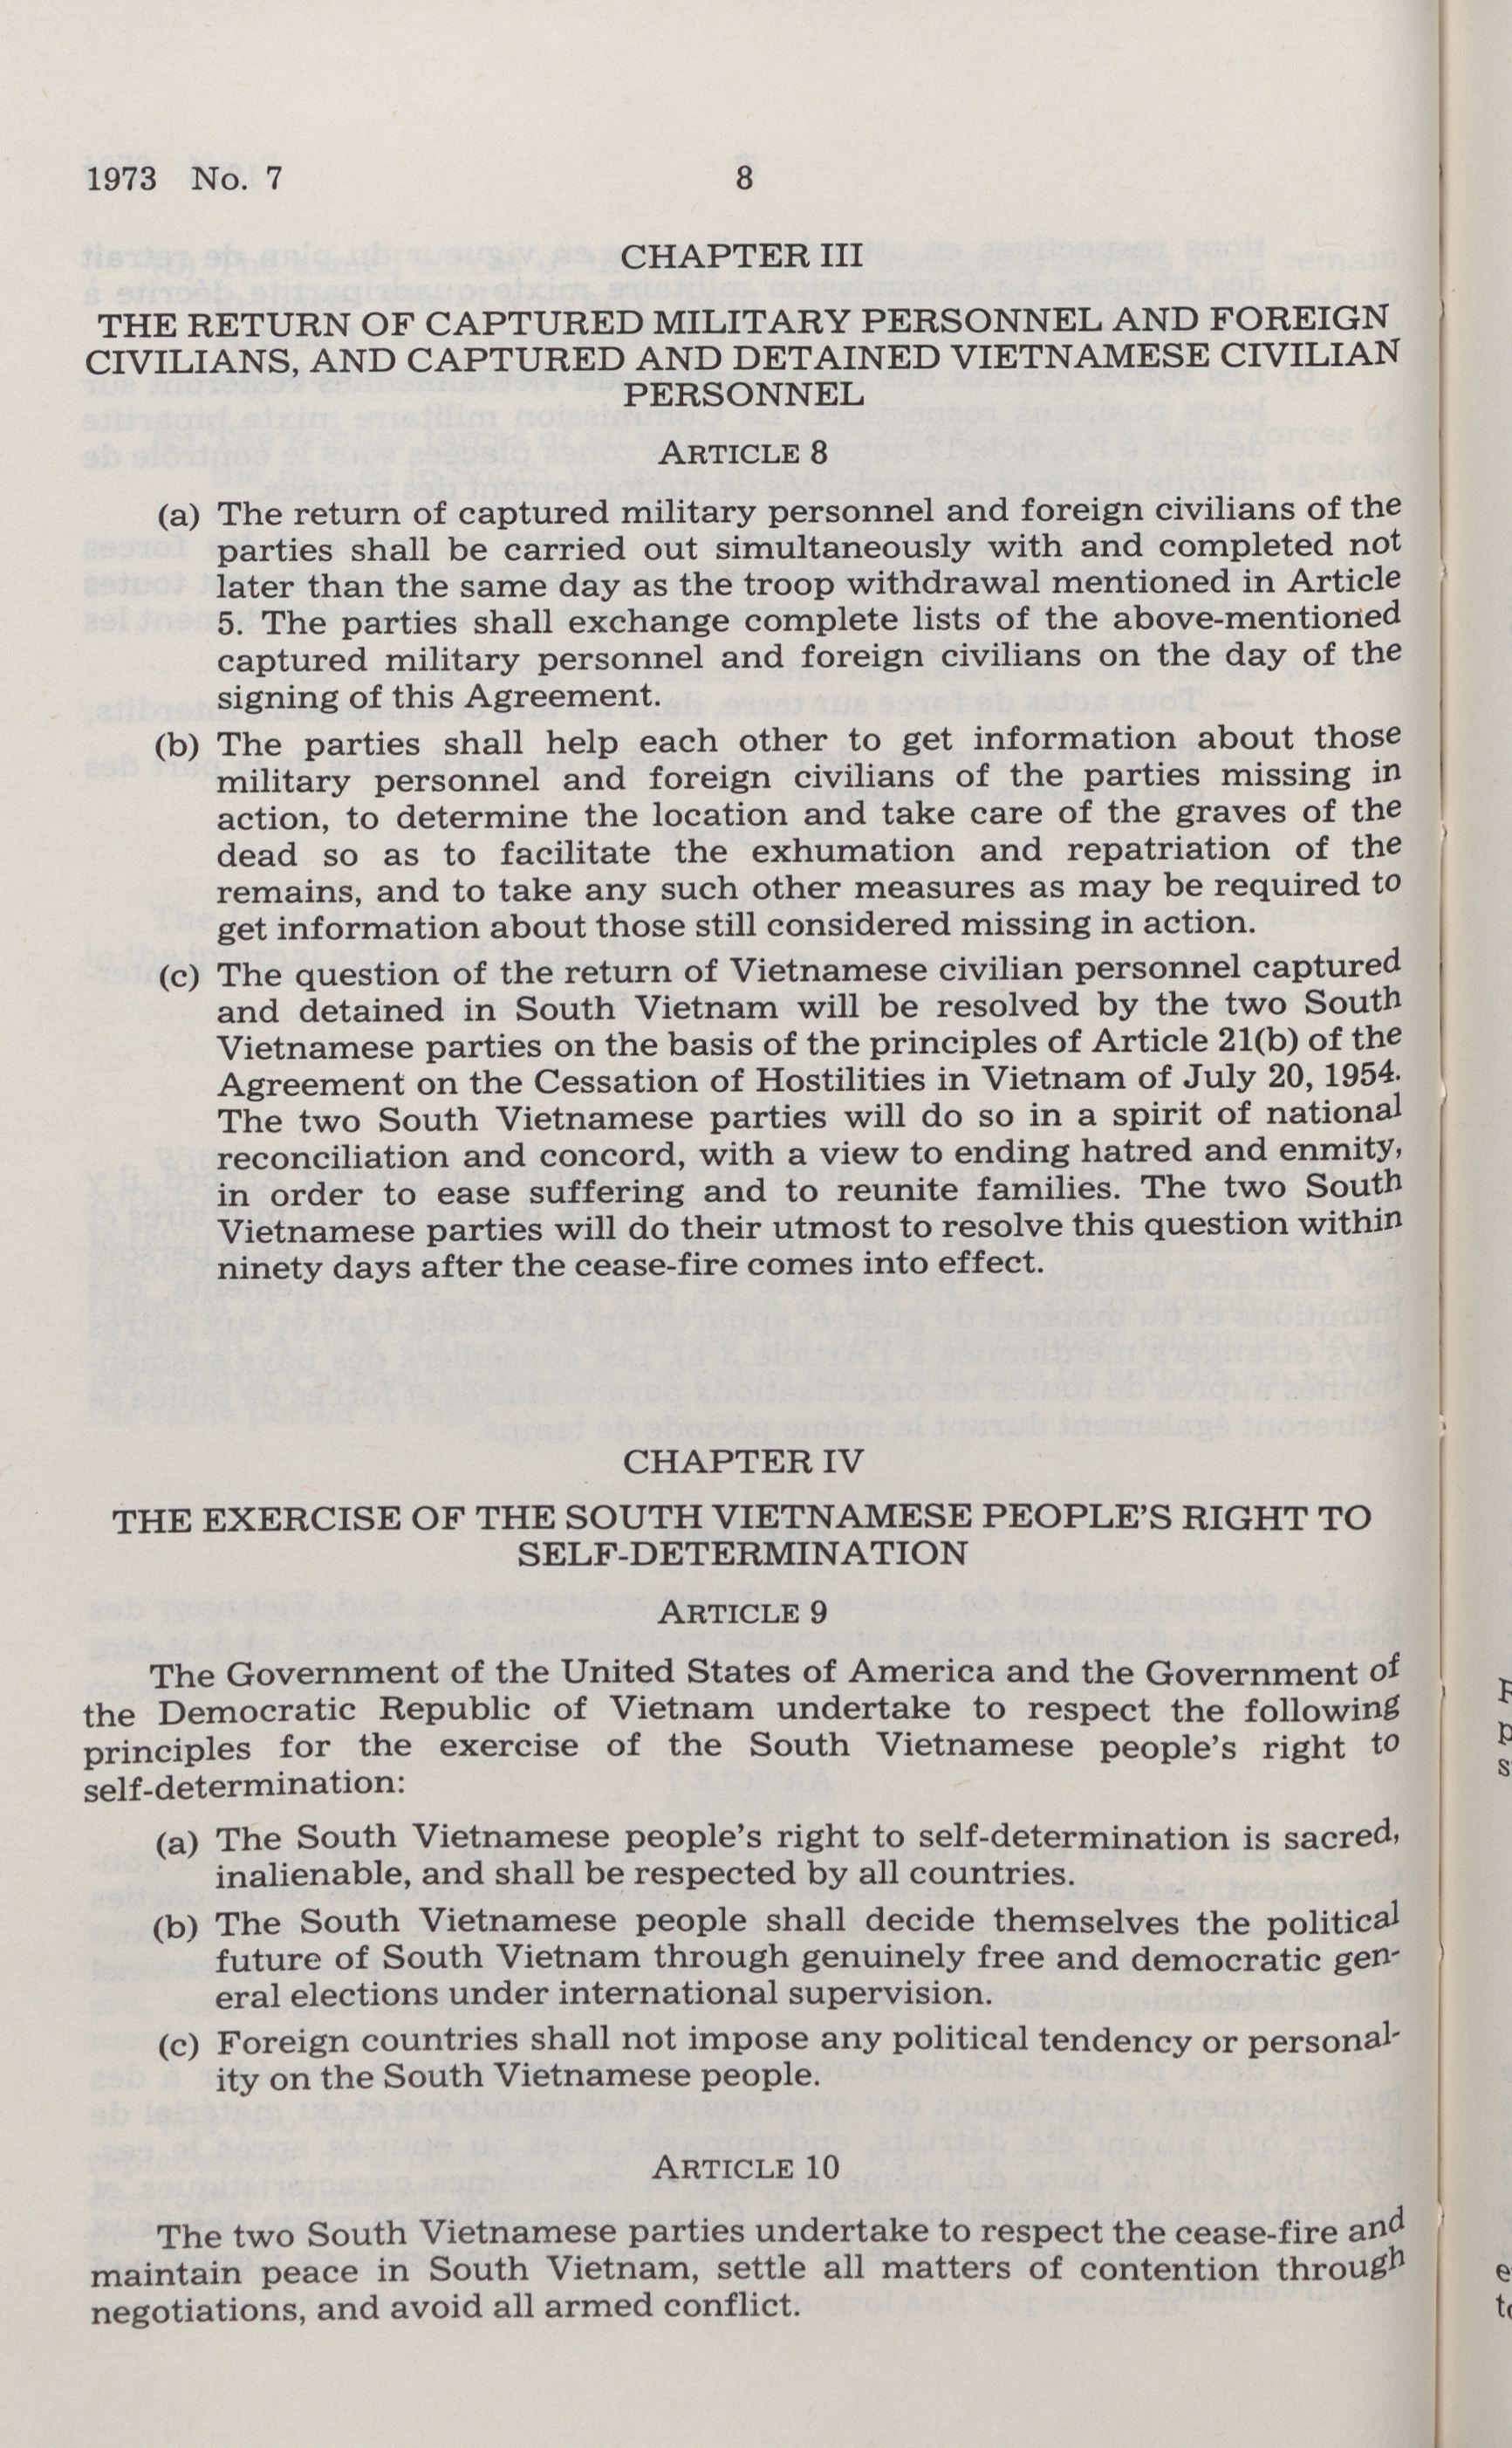 1973 No. 7
8
CHAPTER III
THE RETURN OF CAPTURED MILITARY PERSONNEL AND FOREIGN
CIVILIANS, AND CAPTURED AND DETAINED VIETNAMESE CIVILIAN
PERSONNEL
ARTICLE 8
(a) The return of captured military personnel and foreign civilians of the
parties shall be carried out simultaneously with and completed not
later than the same day as the troop withdrawal mentioned in Article
5. The parties shall exchange complete lists of the above-mentioned
captured military personnel and foreign civilians on the day of the
signing of this Agreement.
(b) The parties shall help each other to get information about those
military personnel and foreign civilians of the parties missing in
action, to determine the location and take care of the graves of the
dead so as to facilitate the exhumation and repatriation of the
remains, and to take any such other measures as may be required to
get information about those still considered missing in action.
(c) The question of the return of Vietnamese civilian personnel captured
and detained in South Vietnam will be resolved by the two South
Vietnamese parties on the basis of the principles of Article 21(b) of the
Agreement on the Cessation of Hostilities in Vietnam of July 20, 1954.
The two South Vietnamese parties will do so in a spirit of national
reconciliation and concord, with a view to ending hatred and enmity,
in order to ease suffering and to reunite families. The two South
Vietnamese parties will do their utmost to resolve this question within
ninety days after the cease-fire comes into effect.
CHAPTER IV
THE EXERCISE OF THE SOUTH VIETNAMESE PEOPLE'S RIGHT TO
SELF-DETERMINATION
ARTICLE 9
The Government of the United States of America and the Government of
the Democratic Republic of Vietnam undertake to respect the following
principles for the exercise of the South Vietnamese people's right to
self-determination:
(a) The South Vietnamese people's right to self-determination is sacred,
inalienable, and shall be respected by all countries.
(b) The South Vietnamese people shall decide themselves the political
future of South Vietnam through genuinely free and democratic gen-
eral elections under international supervision.
(c) Foreign countries shall not impose any political tendency or personal-
ity on the South Vietnamese people.
ARTICLE 10
The two South Vietnamese parties undertake to respect the cease-fire and
maintain peace in South Vietnam, settle all matters of contention through
negotiations, and avoid all armed conflict.